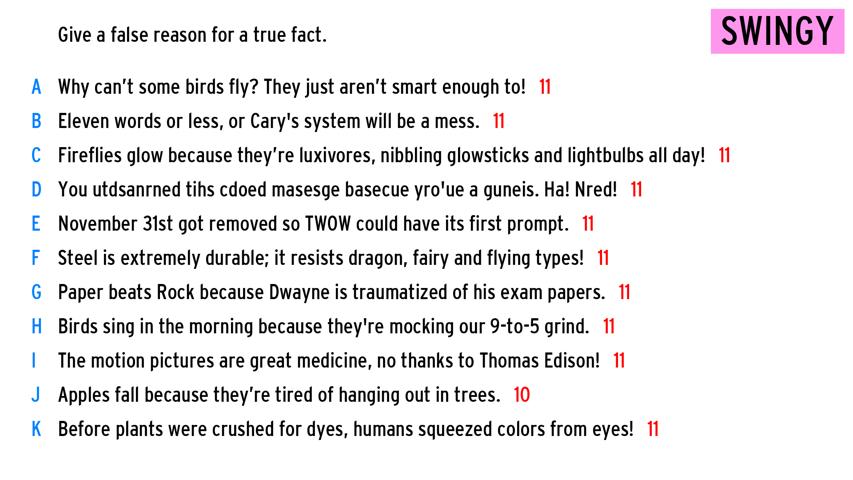 Give a false reason for a true fact.
SWINGY
A Why can't some birds fly? They just aren't smart enough to! 11
B Eleven words or less, or Cary's system will be a mess. 11
C Fireflies glow because they're luxivores, nibbling glowsticks and lightbulbs all day! 11
D You utdsanrned tihs cdoed masesge basecue yro'ue a guneis. Ha! Nred! 11
E November 31st got removed so TWOW could have its first prompt. 11
F Steel is extremely durable; it resists dragon, fairy and flying types! 11
G Paper beats Rock because Dwayne is traumatized of his exam papers. 11
H Birds sing in the morning because they're mocking our 9-to-5 grind. 11
I The motion pictures are great medicine, no thanks to Thomas Edison! 11
J Apples fall because they're tired of hanging out in trees. 10
K Before plants were crushed for dyes, humans squeezed colors from eyes! 11